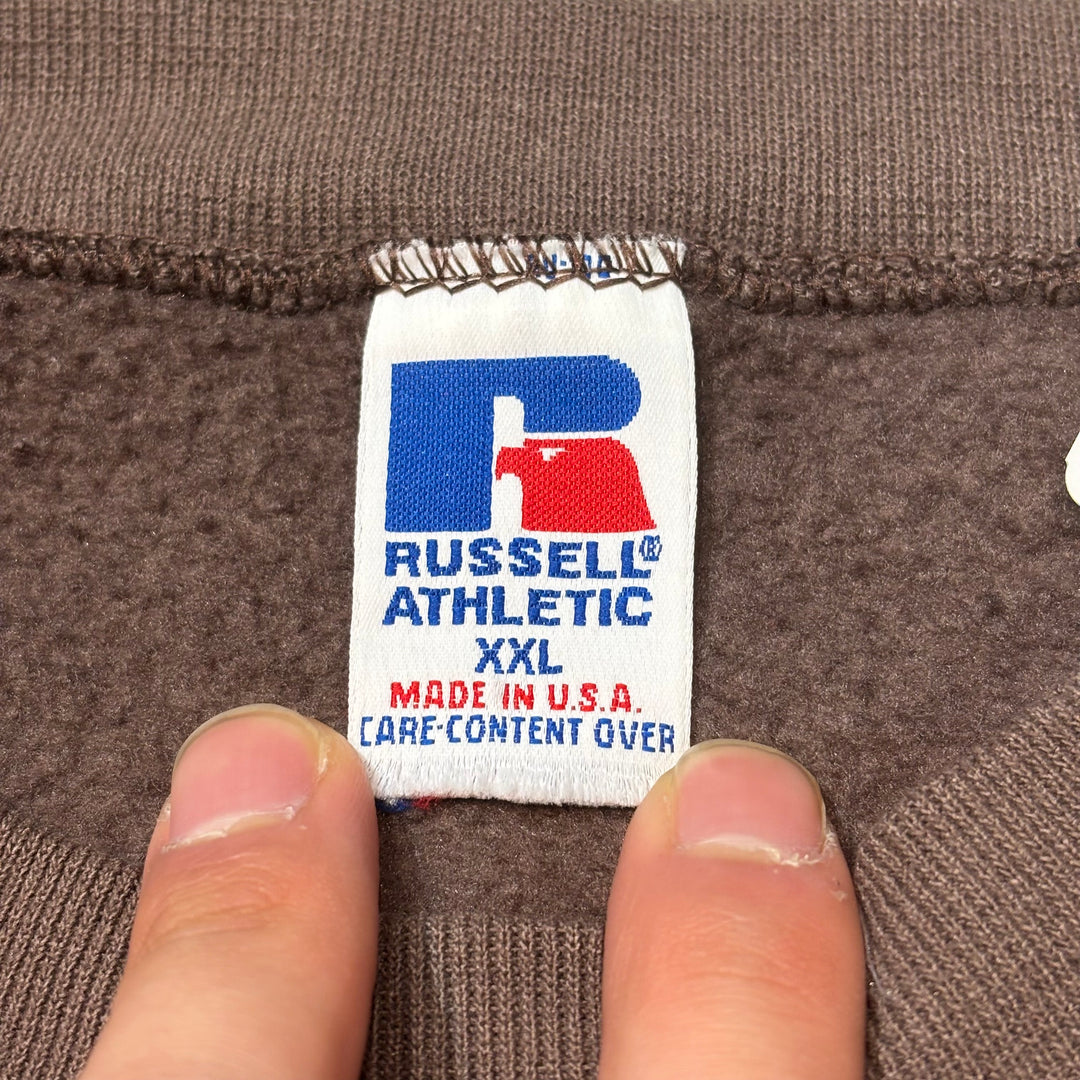 RUSSELL®
ATHLETIC
XXL
MADE IN U.S.A.
CARE-CONTENT OVER